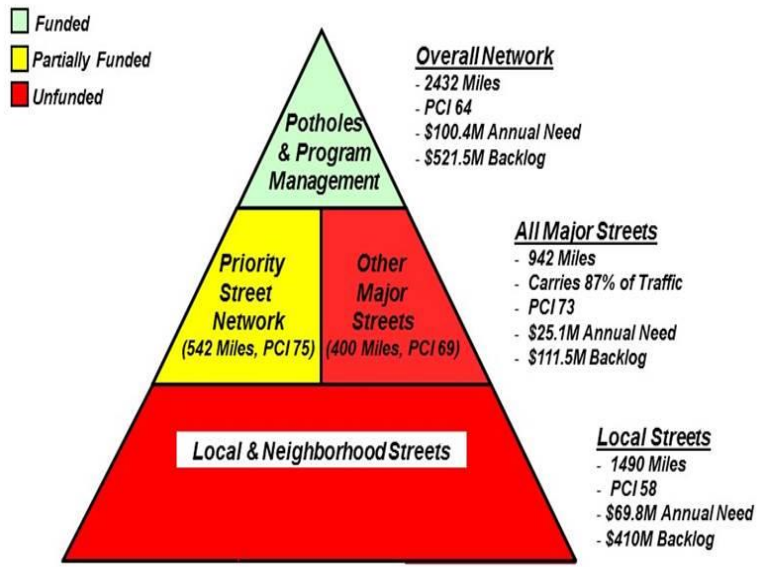 Funded
Partially Funded
Unfunded
Potholes
& Program
Management
Priority
Street
Network
(542 Miles, PCI 75)
Other
Major
Streets
(400 Miles, PCI 69)
Local & Neighborhood Streets
Overall Network
- 2432 Miles
- PCI 64
- $100.4M Annual Need
- $521.5M Backlog
All Major Streets
- 942 Miles
- Carries 87% of Traffic
- PCI 73
- $25.1M Annual Need
- $111.5M Backlog
Local Streets
- 1490 Miles
- PCI 58
- $69.8M Annual Need
- $410M Backlog